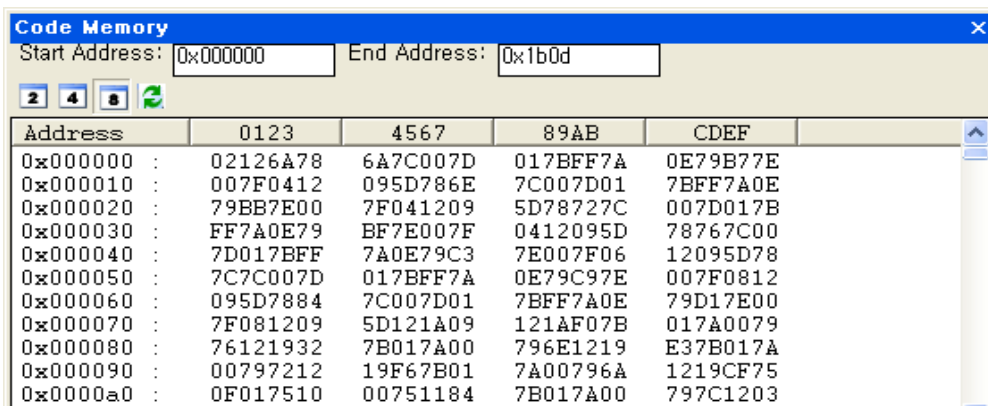 Code Memory
Start Address: 0x000000 End Address: 0x1b0d
2 4 8
Address 0123 4567 89AB CDEF
0x000000 : 02126A78 6A7C007D 017BFF7A 0E79B77E
0x000010 : 007F0412 095D786E 7C007D01 7BFF7A0E
0x000020 : 79BB7E00 7F041209 5D78727C 007D017B
0x000030 : FF7A0E79 BF7E007F 0412095D 78767C00
0x000040 : 7D017BFF 7A0E79C3 7E007F06 12095D78
0x000050 : 7C7C007D 017BFF7A 0E79C97E 007F0812
0x000060 : 095D7884 7C007D01 7BFF7A0E 79D17E00
0x000070 : 7F081209 5D121A09 121AF07B 017A0079
0x000080 : 76121932 7B017A00 796E1219 E37B017A
0x000090 : 00797212 19F67B01 7A00796A 1219CF75
0x0000a0 : 0F017510 00751184 7B017A00 797C1203